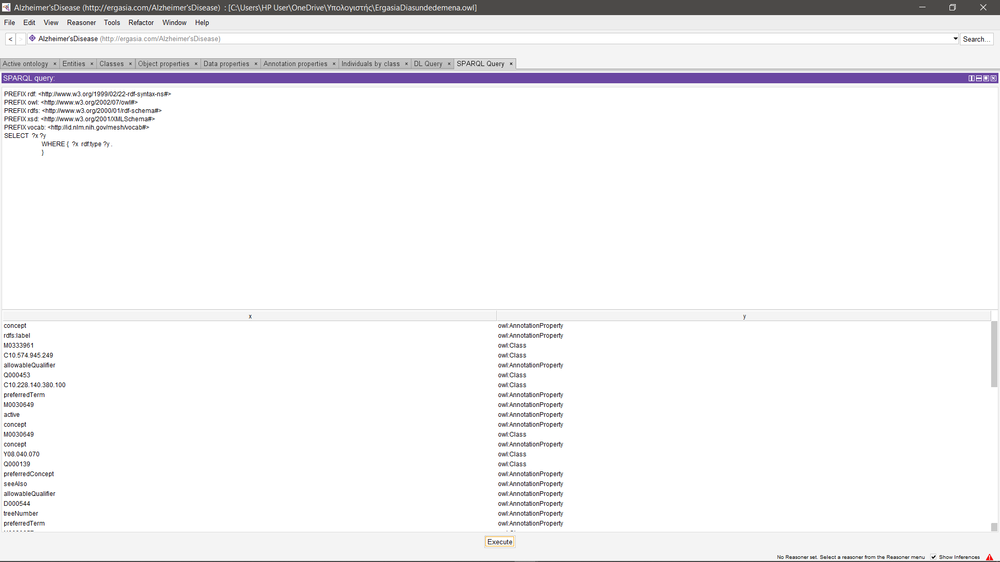 Alzheimer'sDisease (http://ergasia.com/Alzheimer'sDisease) : [C:\Users\HP User\OneDrive\Υπολογιστής\ErgasiaDiasundedemena.owl]
File Edit View Reasoner Tools Refactor Window Help
< > Alzheimer'sDisease (http://ergasia.com/Alzheimer'sDisease) Search...
Active ontology × Entities × Classes × Object properties × Data properties × Annotation properties × Individuals by class × DL Query × SPARQL Query ×
SPARQL query:
PREFIX rdf: <http://www.w3.org/1999/02/22-rdf-syntax-ns#>
PREFIX owl: <http://www.w3.org/2002/07/owl#>
PREFIX rdfs: <http://www.w3.org/2000/01/rdf-schema#>
PREFIX xsd: <http://www.w3.org/2001/XMLSchema#>
PREFIX vocab: <http://id.nlm.nih.gov/mesh/vocab#>
SELECT ?x ?y
WHERE { ?x rdf:type ?y .
}
x y
concept owl:AnnotationProperty
rdfs:label owl:AnnotationProperty
M0333961 owl:Class
C10.574.945.249 owl:Class
allowableQualifier owl:AnnotationProperty
Q000453 owl:Class
C10.228.140.380.100 owl:Class
preferredTerm owl:AnnotationProperty
M0030649 owl:AnnotationProperty
active owl:AnnotationProperty
concept owl:AnnotationProperty
M0030649 owl:Class
concept owl:AnnotationProperty
Y08.040.070 owl:Class
Q000139 owl:Class
preferredConcept owl:AnnotationProperty
seeAlso owl:AnnotationProperty
allowableQualifier owl:AnnotationProperty
D000544 owl:AnnotationProperty
treeNumber owl:AnnotationProperty
preferredTerm owl:AnnotationProperty
Execute
No Reasoner set. Select a reasoner from the Reasoner menu Show Inferences